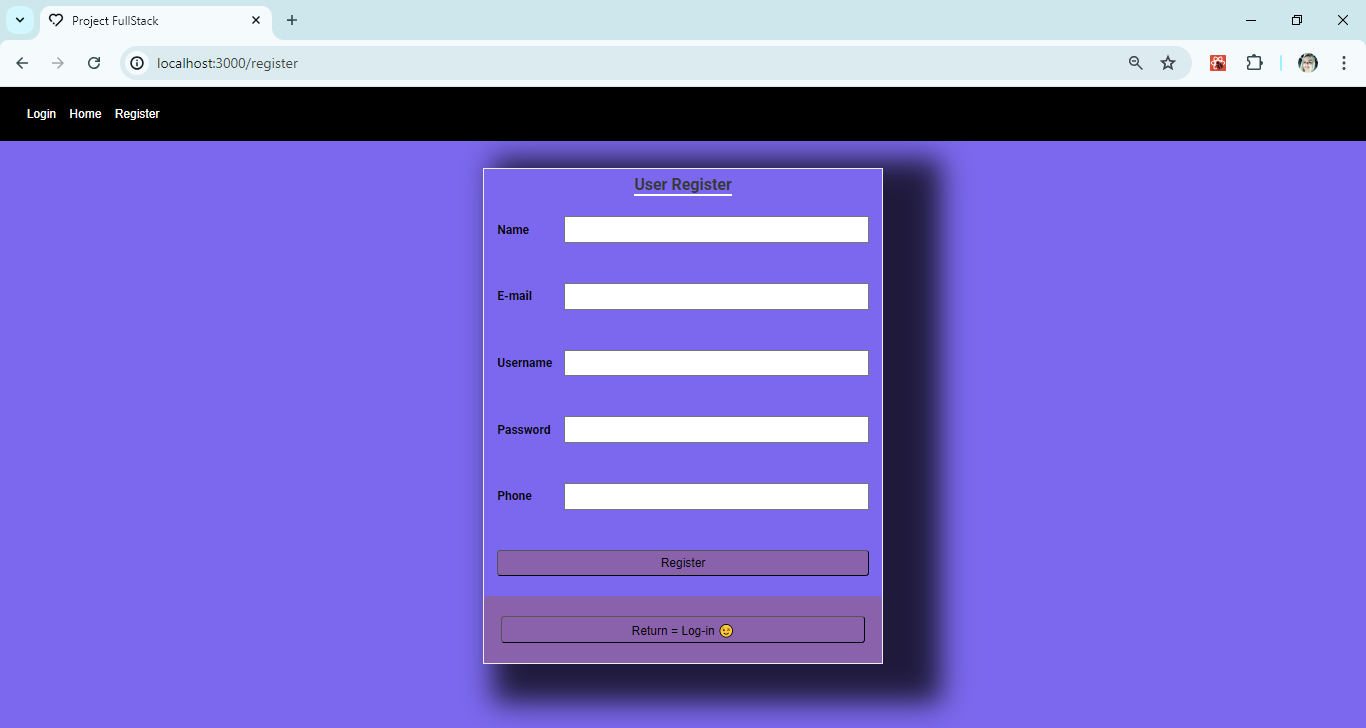 Project FullStack
localhost:3000/register
Login Home Register
User Register
Name
E-mail
Username
Password
Phone
Register
Return = Log-in 😉